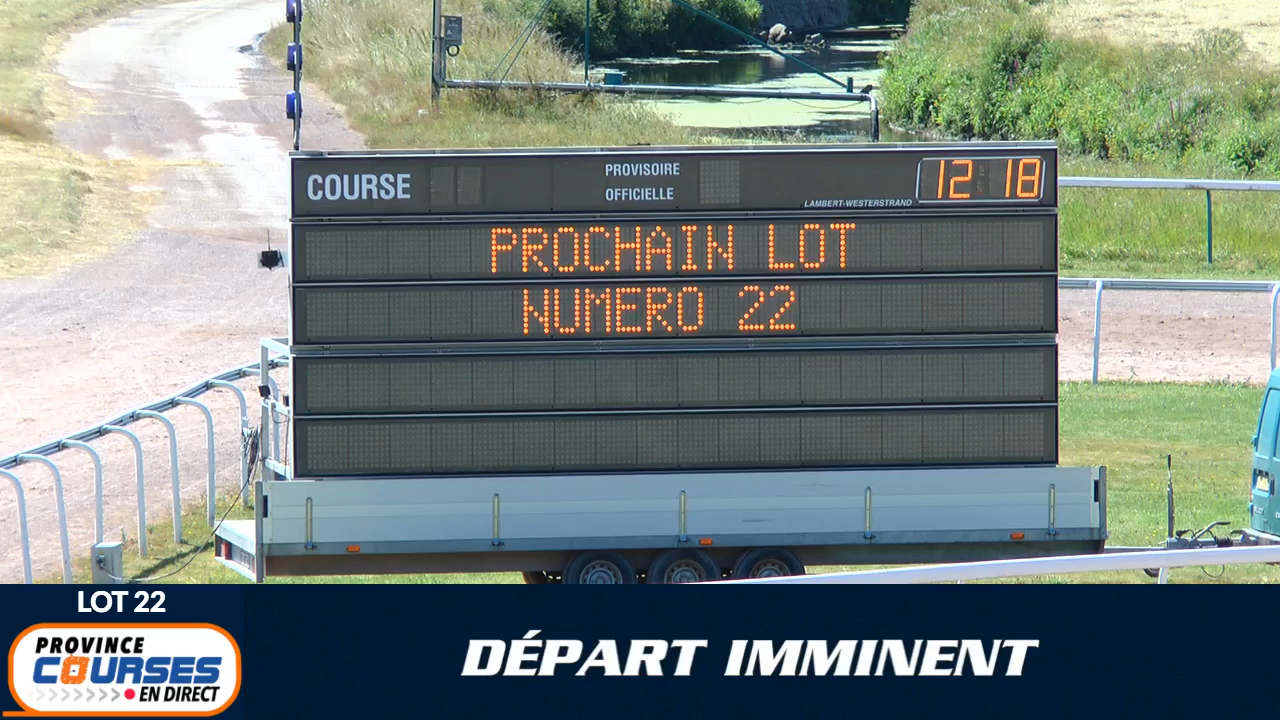 COURSE
PROVISOIRE
OFFICIELLE
LAMBERT-WESTERSTRAND
12 18
PROCHAIN LOT
NUMERO 22
LOT 22
PROVINCE
COURSES
EN DIRECT
DÉPART IMMINENT